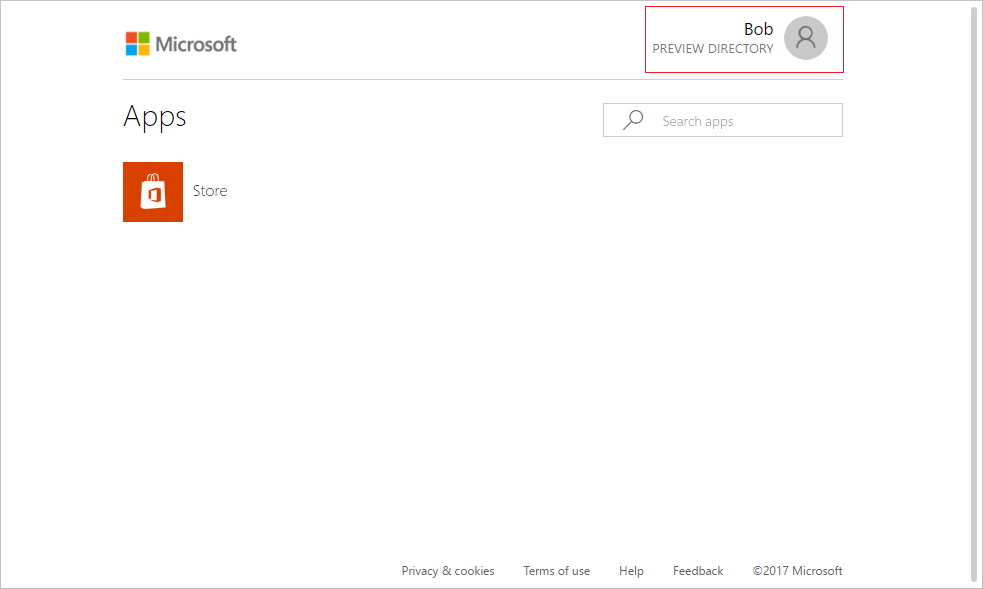 Microsoft
Bob
PREVIEW DIRECTORY
Apps
Search apps
Store
Privacy & cookies
Terms of use
Help
Feedback
©2017 Microsoft